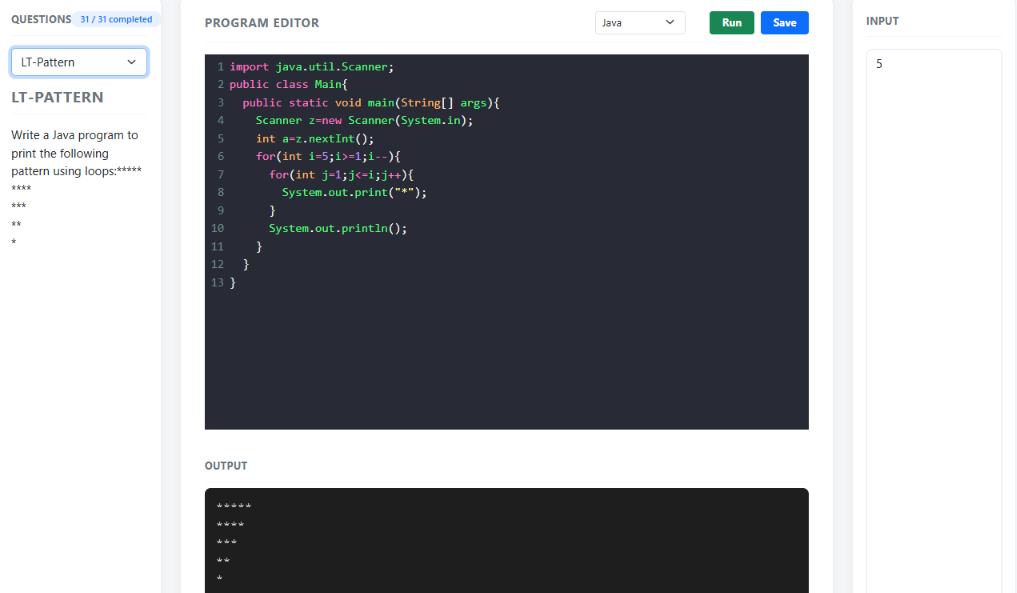 QUESTIONS 31 / 31 completed
LT-Pattern
LT-PATTERN
Write a Java program to
print the following
pattern using loops:*****
****
***
**
*
PROGRAM EDITOR Java Run Save
1 import java.util.Scanner;
2 public class Main{
3   public static void main(String[] args){
4     Scanner z=new Scanner(System.in);
5     int a=z.nextInt();
6     for(int i=5;i>=1;i--){
7       for(int j=1;j<=i;j++){
8         System.out.print("*");
9       }
10       System.out.println();
11     }
12   }
13 }
OUTPUT
*****
****
***
**
*
INPUT
5